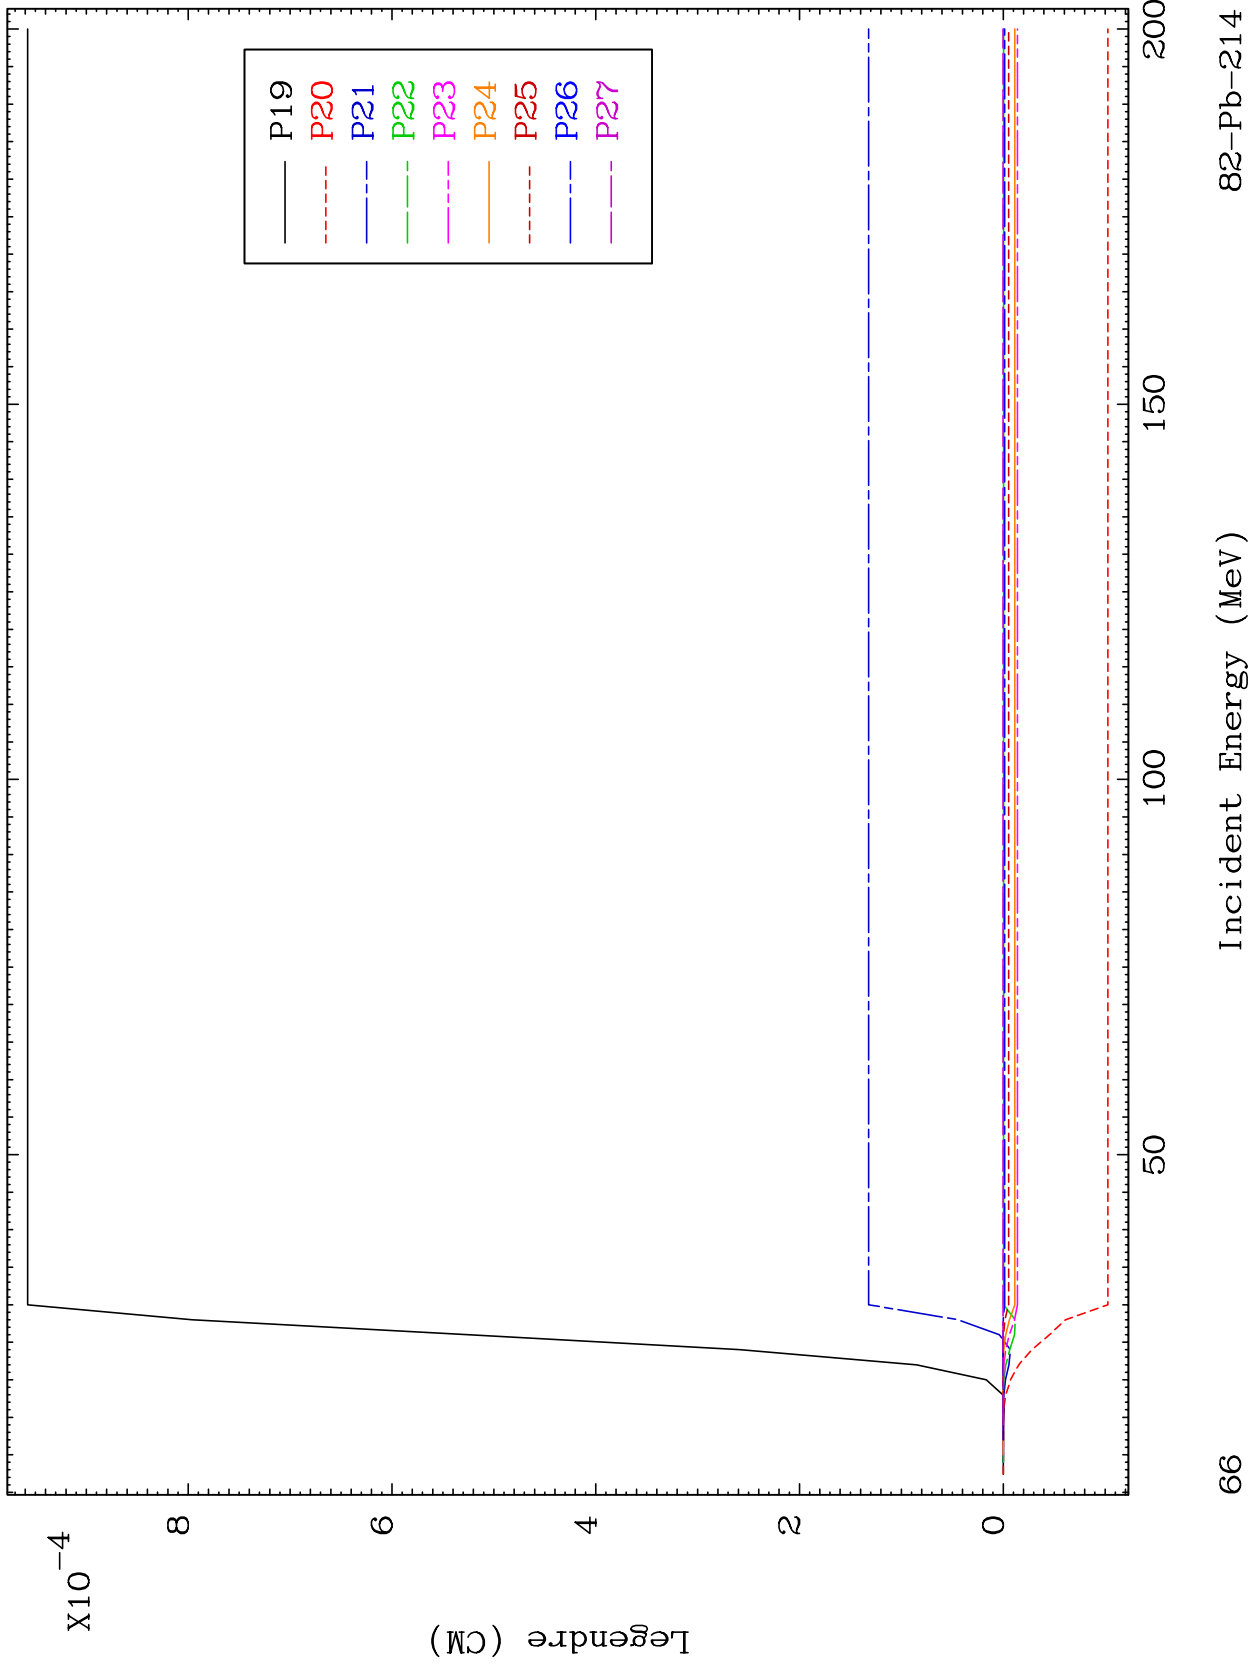 X10-4
8
6
4
2
0
Legendre (CM)
P19
P20
P21
P22
P23
P24
P25
P26
P27
50
100
150
200
Incident Energy (MeV)
66
82-Pb-214